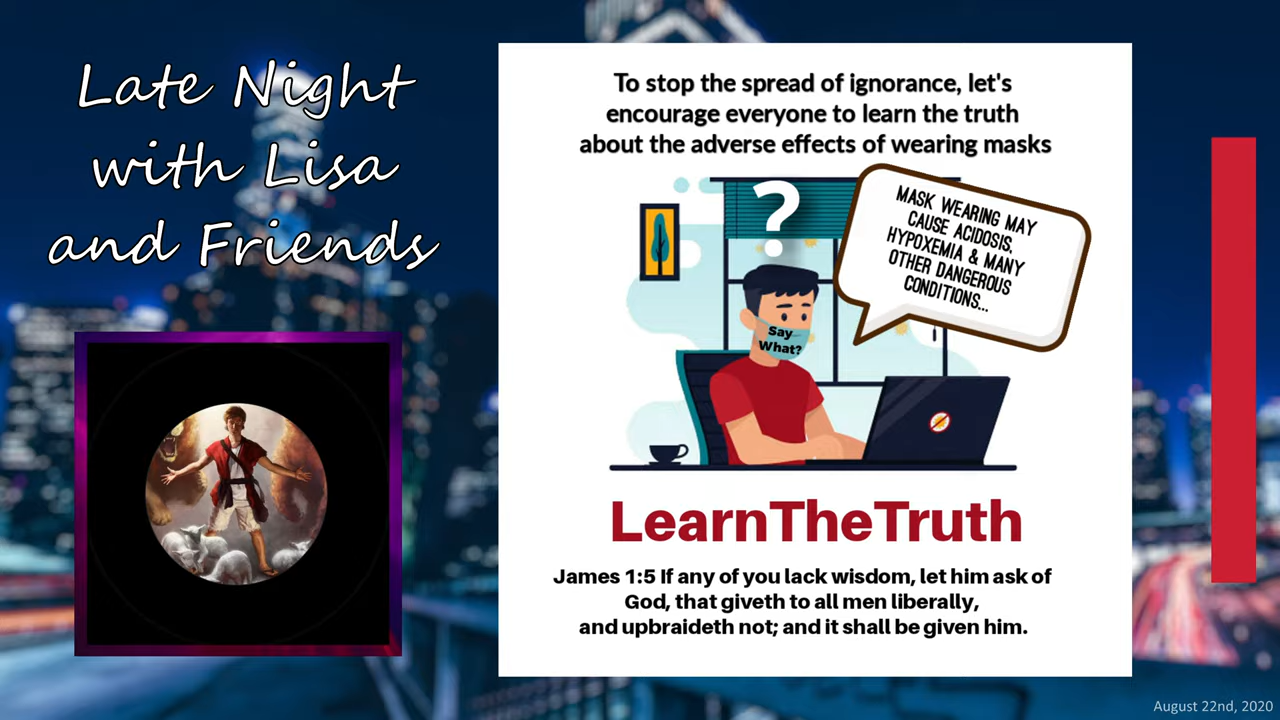 Late Night
with Lisa
and Friends
To stop the spread of ignorance, let's
encourage everyone to learn the truth
about the adverse effects of wearing masks
?
MASK WEARING MAY
CAUSE ACIDOSIS,
HYPOXEMIA & MANY
OTHER DANGEROUS
CONDITIONS...
Say
What?
LearnTheTruth
James 1:5 If any of you lack wisdom, let him ask of
God, that giveth to all men liberally,
and upbraideth not; and it shall be given him.
August 22nd, 2020